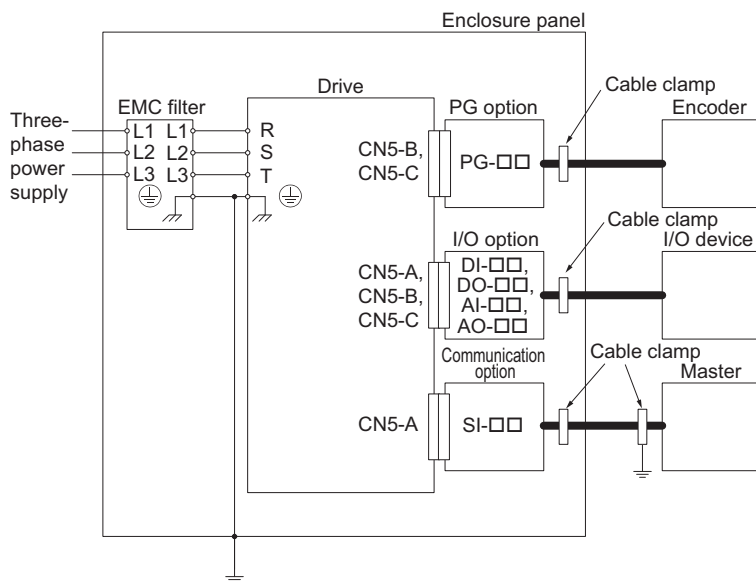 Enclosure panel
Drive
EMC filter
Three-
phase
power
supply
L1 L1
L2 L2
L3 L3
R
S
T
CN5-B,
CN5-C
PG option
PG-□□
Cable clamp
Encoder
CN5-A,
CN5-B,
CN5-C
I/O option
DI-□□,
DO-□□,
AI-□□,
AO-□□
Cable clamp
I/O device
CN5-A
Communication
option
SI-□□
Cable clamp
Master